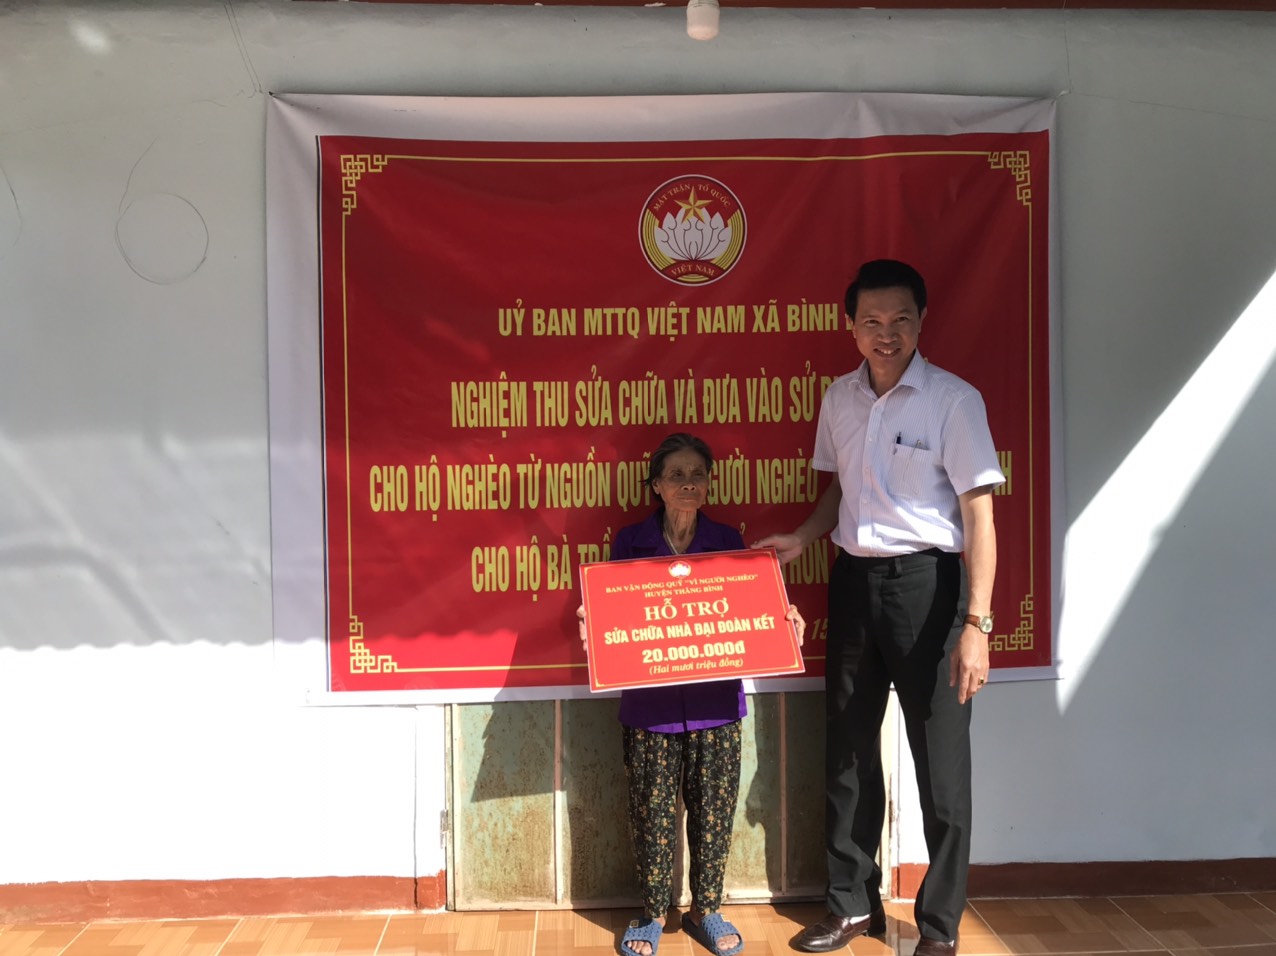 MẶT TRẬN TỔ QUỐC
VIỆT NAM
UỶ BAN MTTQ VIỆT NAM XÃ BÌNH
NGHIỆM THU SỬA CHỮA VÀ ĐƯA VÀO SỬ
CHO HỘ NGHÈO TỪ NGUỒN QUỸ NGƯỜI NGHÈO
CHO HỘ BÀ TRẦN
15
BAN VẬN ĐỘNG QUỸ "VÌ NGƯỜI NGHÈO"
HUYỆN THĂNG BÌNH
HỖ TRỢ
SỬA CHỮA NHÀ ĐẠI ĐOÀN KẾT
20.000.000đ
(Hai mươi triệu đồng)